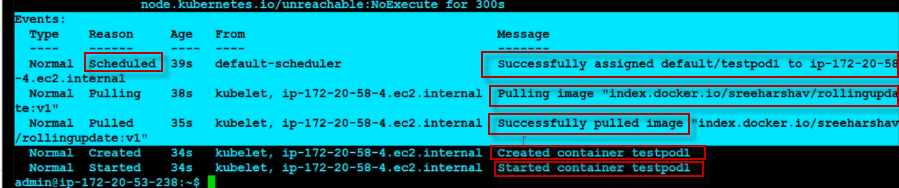 node.kubernetes.io/unreachable:NoExecute for 300s
Events:
Type Reason Age From Message
---- ------ ---- ---- -------
Normal Scheduled 39s default-scheduler Successfully assigned default/testpod1 to ip-172-20-58
-4.ec2.internal
Normal Pulling 38s kubelet, ip-172-20-58-4.ec2.internal Pulling image "index.docker.io/sreeharshav/rollingupda
te:v1"
Normal Pulled 35s kubelet, ip-172-20-58-4.ec2.internal Successfully pulled image "index.docker.io/sreeharshav
/rollingupdate:v1"
Normal Created 34s kubelet, ip-172-20-58-4.ec2.internal Created container testpod1
Normal Started 34s kubelet, ip-172-20-58-4.ec2.internal Started container testpod1
admin@ip-172-20-53-238:~$